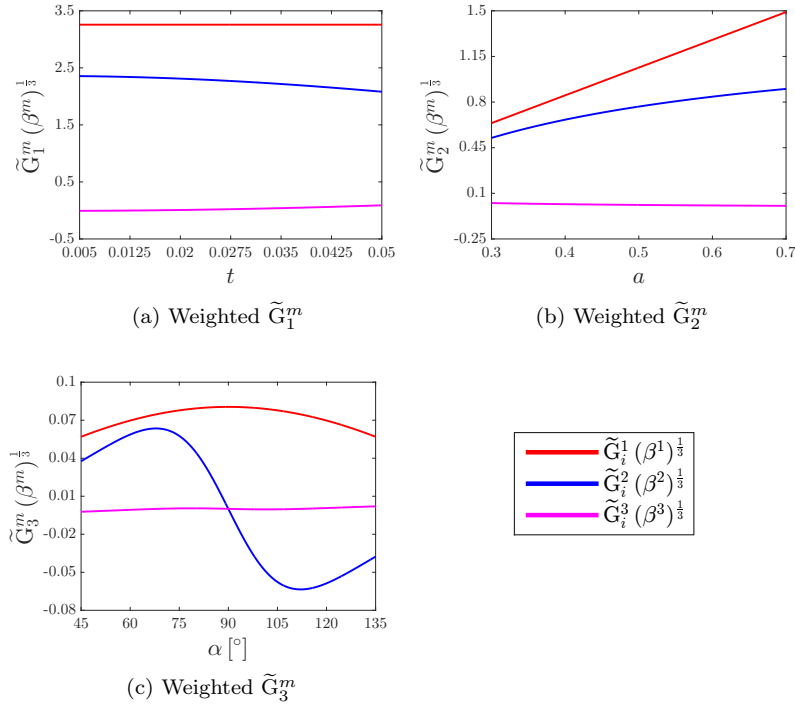 3.5
2.5
1.5
0.5
-0.5
G̃₁ᵐ (βᵐ)^{1/3}
0.005 0.0125 0.02 0.0275 0.035 0.0425 0.05
t
(a) Weighted G̃₁ᵐ
1.5
1.15
0.8
0.45
0.1
-0.25
G̃₂ᵐ (βᵐ)^{1/3}
0.3 0.4 0.5 0.6 0.7
a
(b) Weighted G̃₂ᵐ
0.1
0.07
0.04
0.01
-0.02
-0.05
-0.08
G̃₃ᵐ (βᵐ)^{1/3}
45 60 75 90 105 120 135
α [°]
(c) Weighted G̃₃ᵐ
G̃ᵢ¹ (β¹)^{1/3}
G̃ᵢ² (β²)^{1/3}
G̃ᵢ³ (β³)^{1/3}